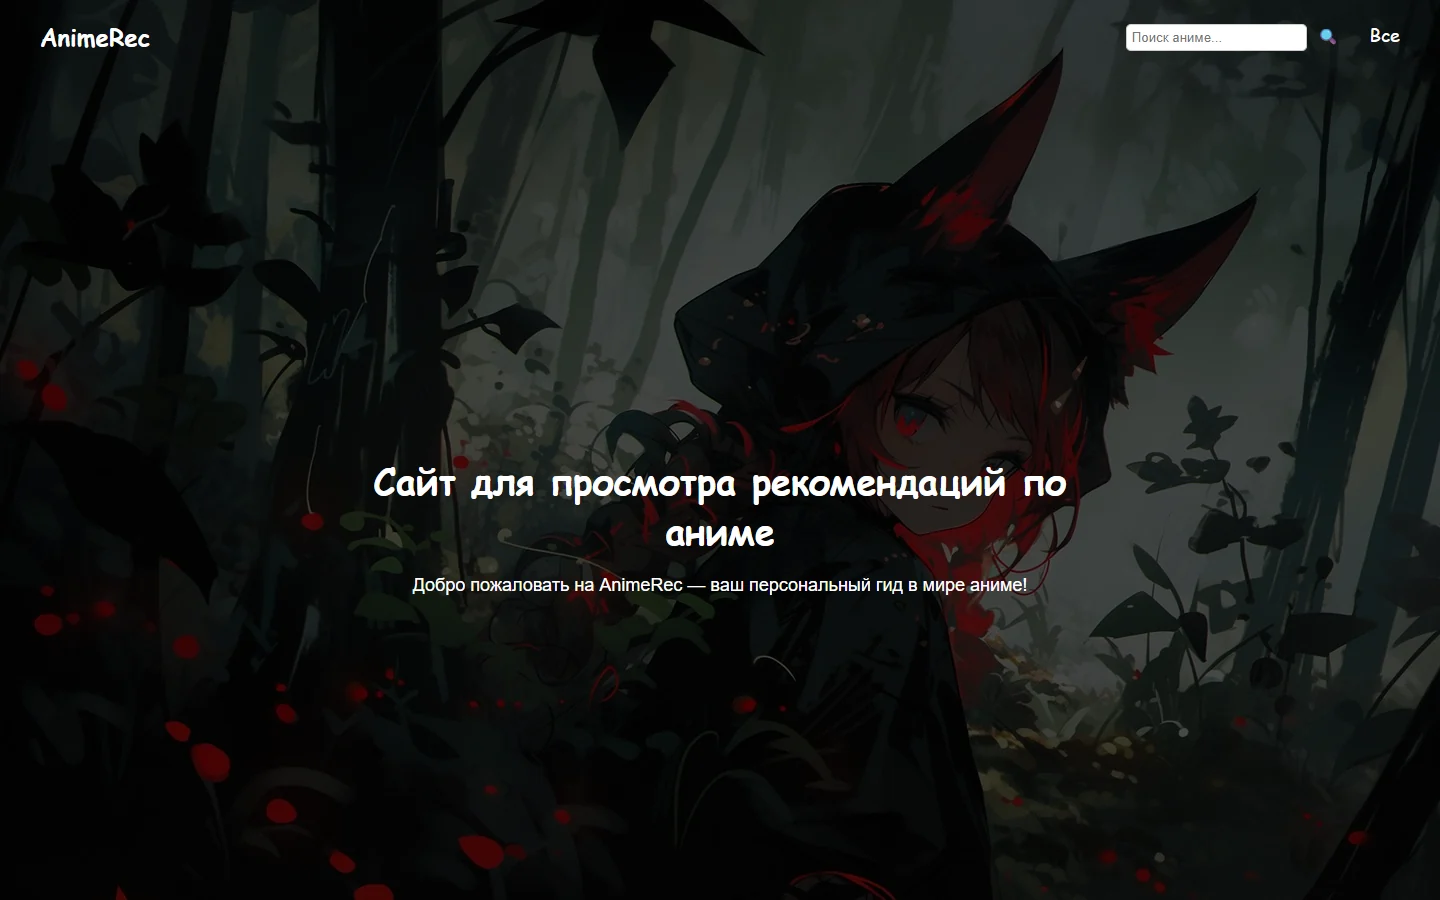 AnimeRec
Поиск аниме...
Все
Сайт для просмотра рекомендаций по
аниме
Добро пожаловать на AnimeRec — ваш персональный гид в мире аниме!